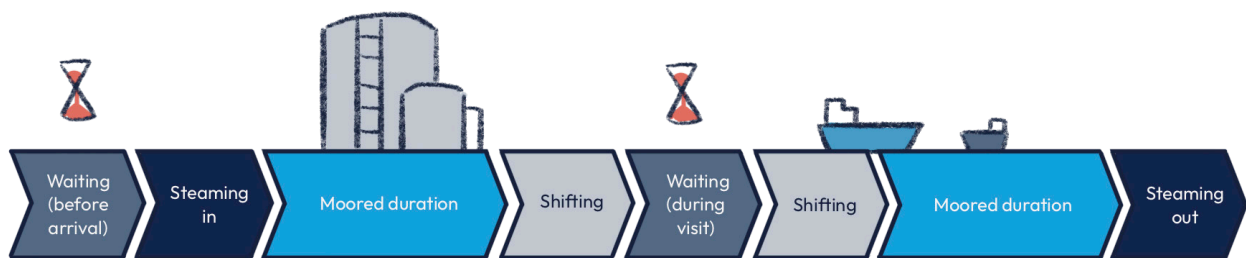 Waiting
(before
arrival)
Steaming
in
Moored duration
Shifting
Waiting
(during
visit)
Shifting
Moored duration
Steaming
out